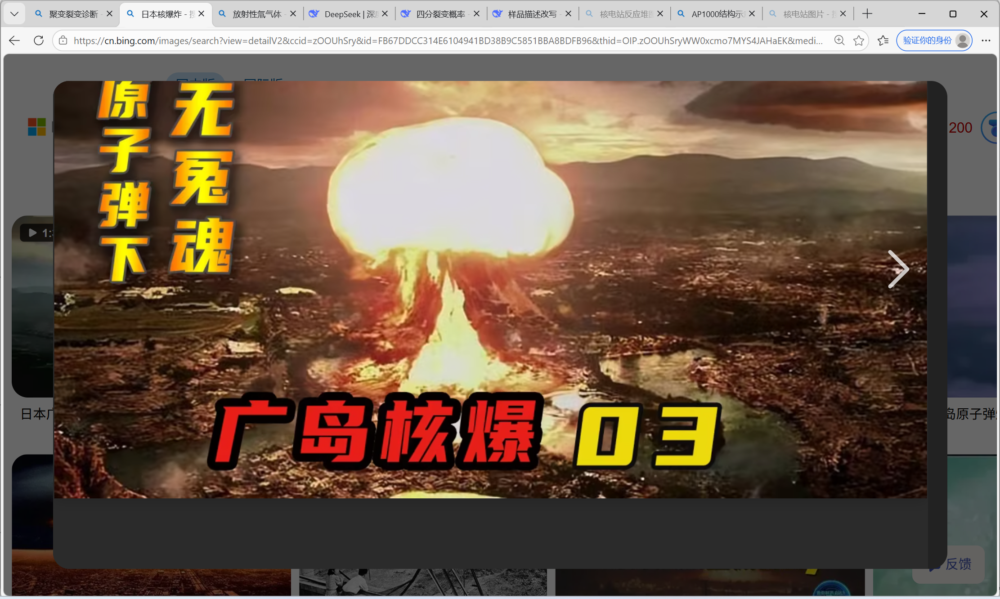 聚变裂变诊断 -
日本核爆炸 -
放射性氙气体 -
DeepSeek | 深
四分裂变概率 -
样品描述改写 -
核电站反应堆图
AP1000结构示
核电站图片 -
https://cn.bing.com/images/search?view=detailV2&ccid=zOOUhSry&id=FB67DDCC314E6104941BD38B9C5851BBA8BDFB96&thid=OIP.zOOUhSryWW0xcmo7MYS4JAHaEK&medi...
验证你的身份
200
原子弹下
无冤魂
1:
日本广
岛原子弹
广岛核爆 03
反馈